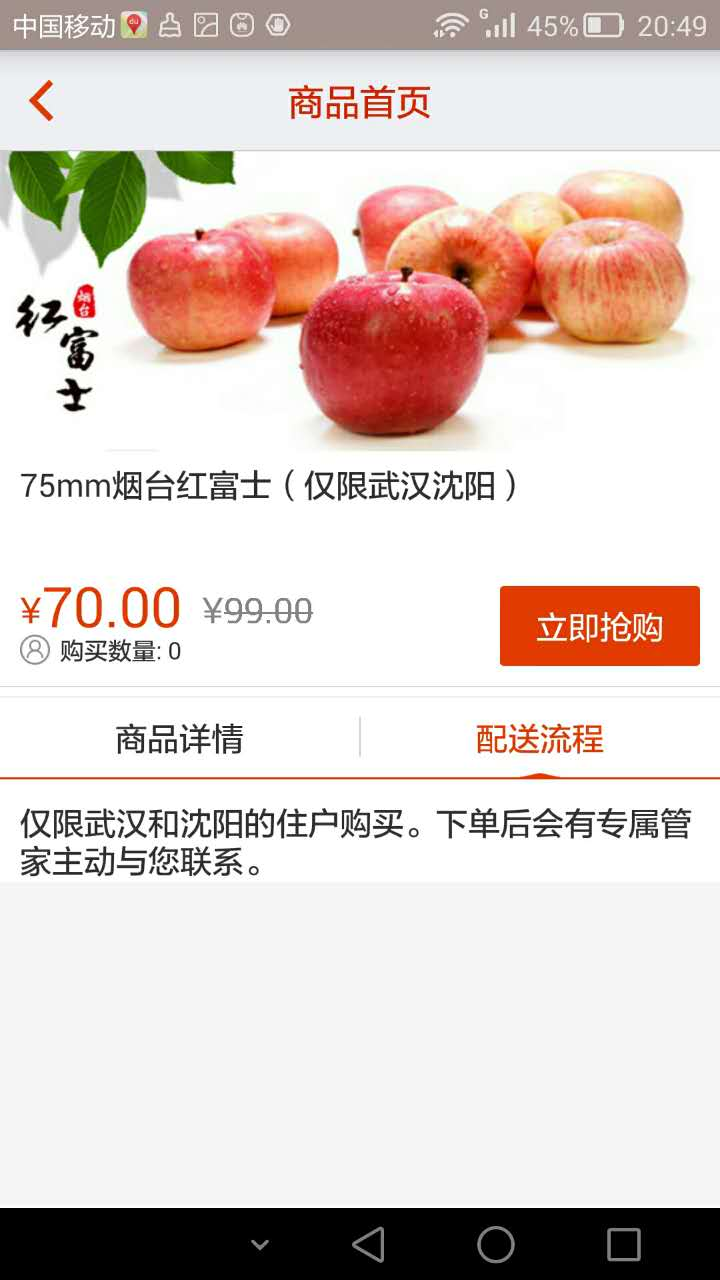 中国移动
G
45%
20:49
商品首页
烟台
红富士
75mm烟台红富士（仅限武汉沈阳）
¥70.00 ¥99.00
购买数量: 0
立即抢购
商品详情
配送流程
仅限武汉和沈阳的住户购买。下单后会有专属管
家主动与您联系。